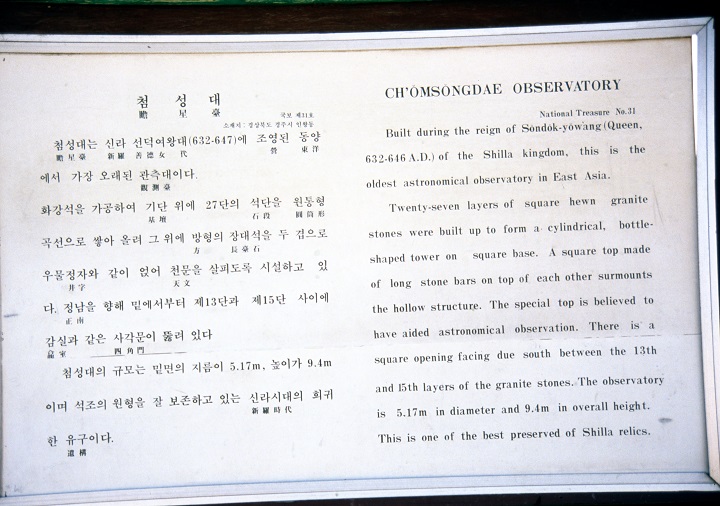 첨성대
瞻星臺
국보 제31호
소재지 : 경상북도 경주시 인왕동
첨성대는 신라 선덕여왕대(632-647)에 조영된 동양
瞻星臺 新羅 善德女 代 營 東洋
에서 가장 오래된 관측대이다.
觀測臺
화강석을 가공하여 기단 위에 27단의 석단을 원통형
基壇 石段 圓筒形
곡선으로 쌓아 올려 그 위에 방형의 장대석을 두 겹으로
方 長臺石
우물정자와 같이 얹어 천문을 살피도록 시설하고 있
井字 天文
다. 정남을 향해 밑에서부터 제13단과 제15단 사이에
正南
감실과 같은 사각문이 뚫려 있다
龕室 四角門
첨성대의 규모는 밑면의 지름이 5.17m, 높이가 9.4m
이며 석조의 원형을 잘 보존하고 있는 신라시대의 희귀
新羅時代
한 유구이다.
遺構
CH'ŎMSŎNGDAE OBSERVATORY
National Treasure No.31
Built during the reign of Sŏndŏk-yŏwang (Queen,
632-646 A.D.) of the Shilla kingdom, this is the
oldest astronomical observatory in East Asia.
Twenty-seven layers of square hewn granite
stones were built up to form a cylindrical, bottle-
shaped tower on square base. A square top made
of long stone bars on top of each other surmounts
the hollow structure. The special top is believed to
have aided astronomical observation. There is a
square opening facing due south between the 13th
and 15th layers of the granite stones. The observatory
is 5.17m in diameter and 9.4m in overall height.
This is one of the best preserved of Shilla relics.